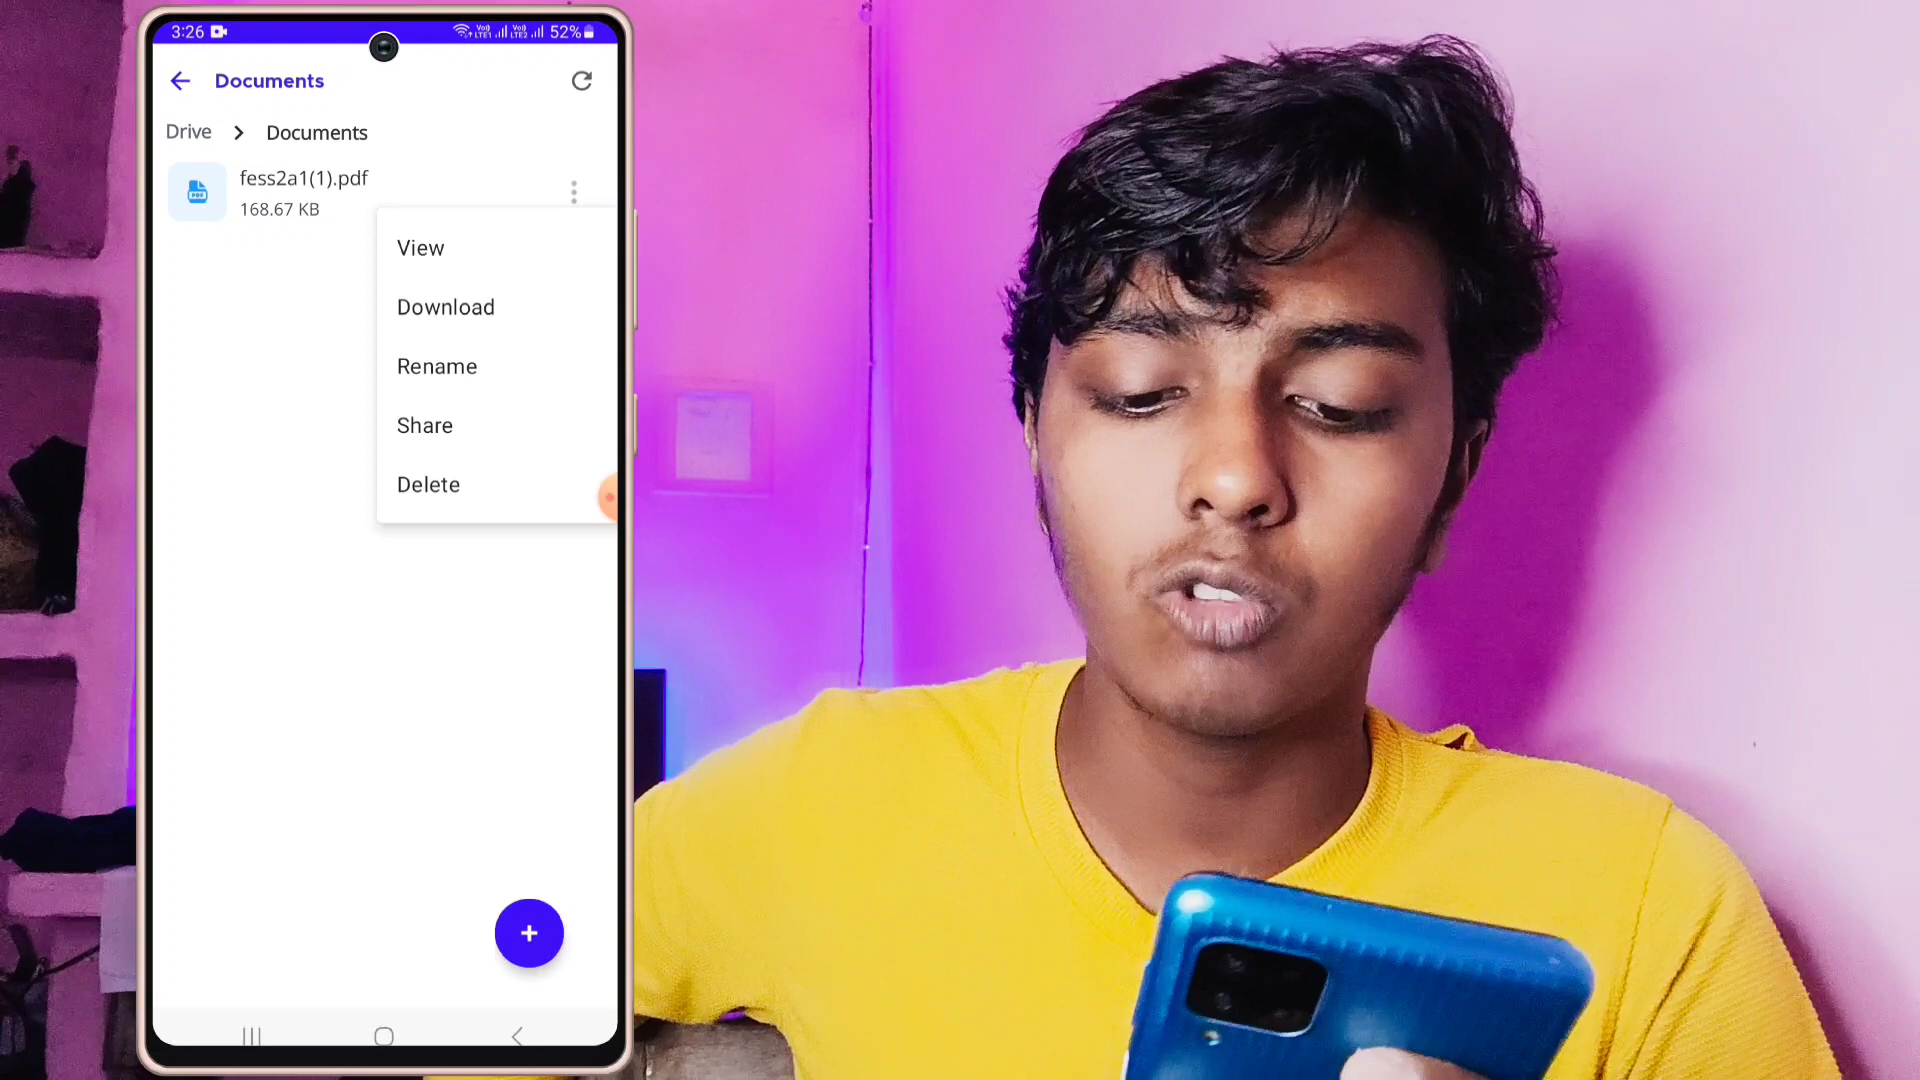 3:26 52%
Documents
Drive Documents
fess2a1(1).pdf
168.67 KB
View
Download
Rename
Share
Delete